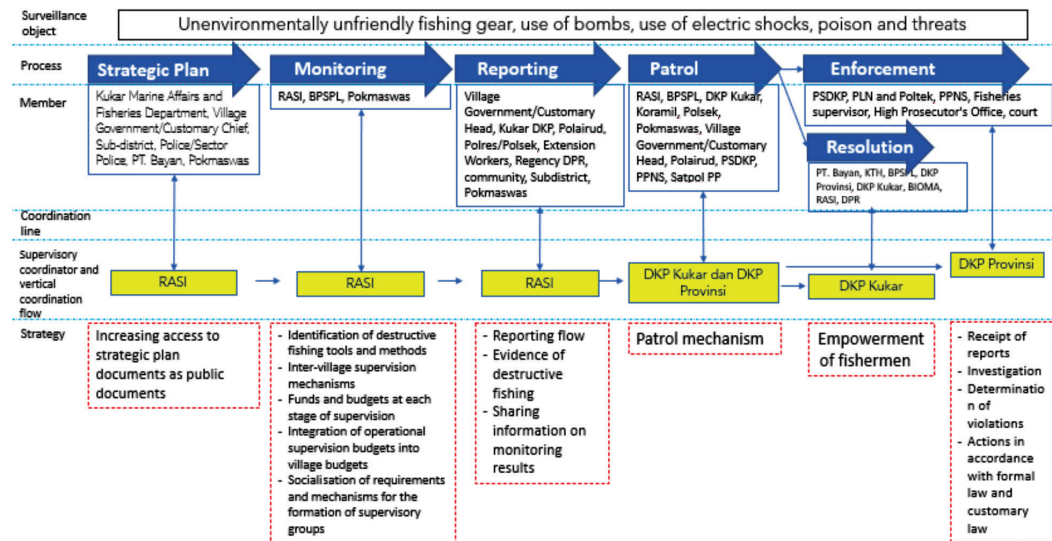 Surveillance
object
Unenvironmentally unfriendly fishing gear, use of bombs, use of electric shocks, poison and threats
Process
Strategic Plan
Monitoring
Reporting
Patrol
Enforcement
Member
Kukar Marine Affairs and
Fisheries Department, Village
Government/Customary Chief,
Sub-district, Police/Sector
Police, PT. Bayan, Pokmaswas
RASI, BPSPL, Pokmaswas
Village
Government/Customary
Head, Kukar DKP, Polairud,
Polres/Polsek, Extension
Workers, Regency DPR,
community, Subdistrict,
Pokmaswas
RASI, BPSPL, DKP Kukar,
Koramil, Polsek,
Pokmaswas, Village
Government/Customary
Head, Polairud, PSDKP,
PPNS, Satpol PP
PSDKP, PLN and Poltek, PPNS, Fisheries
supervisor, High Prosecutor's Office, court
Resolution
PT. Bayan, KTH, BPSPL, DKP
Provinsi, DKP Kukar, BIOMA,
RASI, DPR
Coordination
line
Supervisory
coordinator and
vertical
coordination
flow
RASI
RASI
RASI
DKP Kukar dan DKP
Provinsi
DKP Kukar
DKP Provinsi
Strategy
Increasing access to
strategic plan
documents as public
documents
- Identification of destructive
fishing tools and methods
- Inter-village supervision
mechanisms
- Funds and budgets at each
stage of supervision
- Integration of operational
supervision budgets into
village budgets
- Socialisation of requirements
and mechanisms for the
formation of supervisory
groups
- Reporting flow
- Evidence of
destructive
fishing
- Sharing
information on
monitoring
results
Patrol mechanism
Empowerment
of fishermen
- Receipt of
reports
- Investigation
- Determinatio
n of
violations
- Actions in
accordance
with formal
law and
customary
law